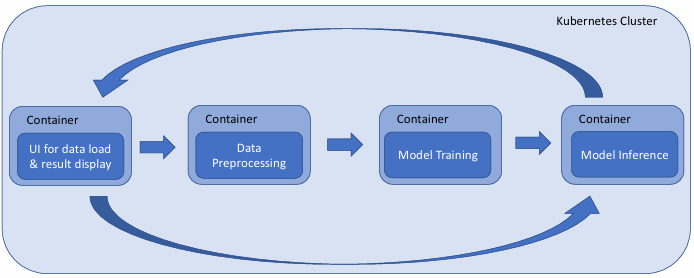 Kubernetes Cluster
Container
UI for data load
& result display
Container
Data
Preprocessing
Container
Model Training
Container
Model Inference